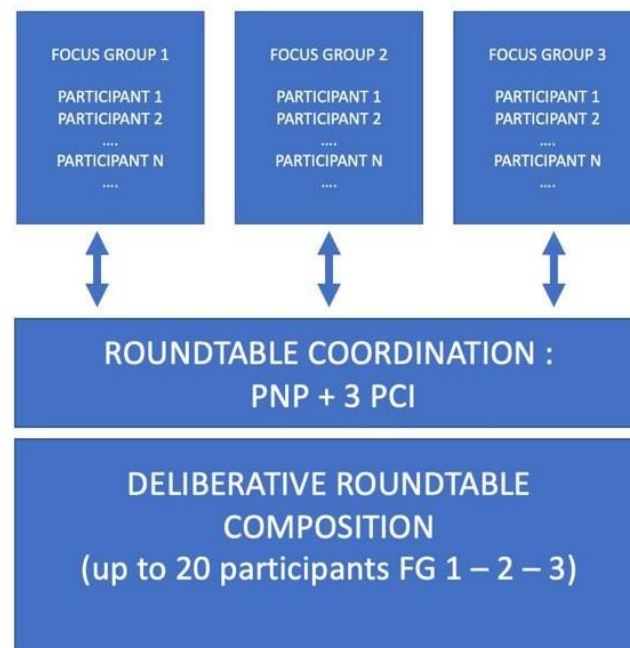 FOCUS GROUP 1
PARTICIPANT 1
PARTICIPANT 2
....
PARTICIPANT N
....
FOCUS GROUP 2
PARTICIPANT 1
PARTICIPANT 2
....
PARTICIPANT N
....
FOCUS GROUP 3
PARTICIPANT 1
PARTICIPANT 2
....
PARTICIPANT N
....
ROUNDTABLE COORDINATION :
PNP + 3 PCI
DELIBERATIVE ROUNDTABLE
COMPOSITION
(up to 20 participants FG 1 – 2 – 3)